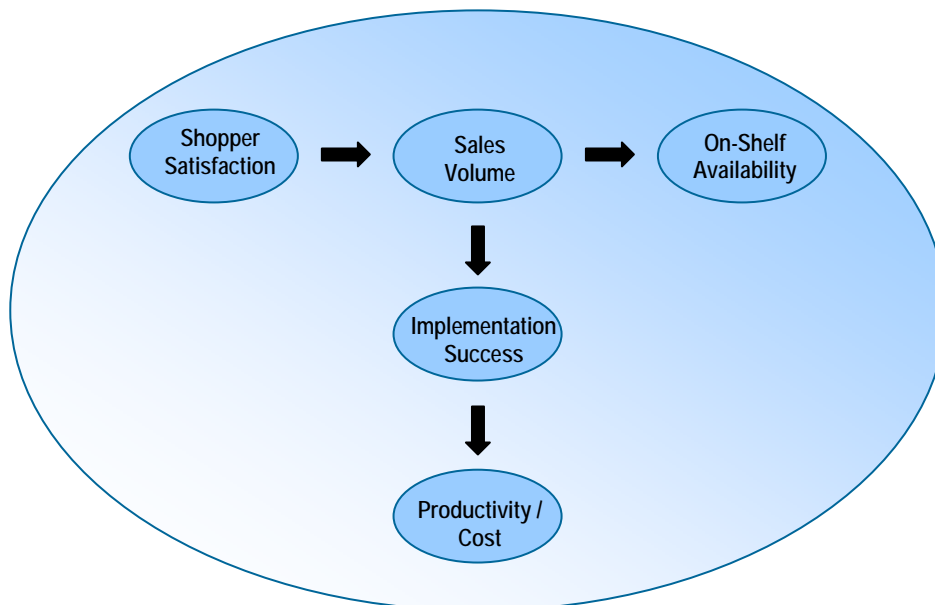 Shopper
Satisfaction
Sales
Volume
On-Shelf
Availability
Implementation
Success
Productivity /
Cost